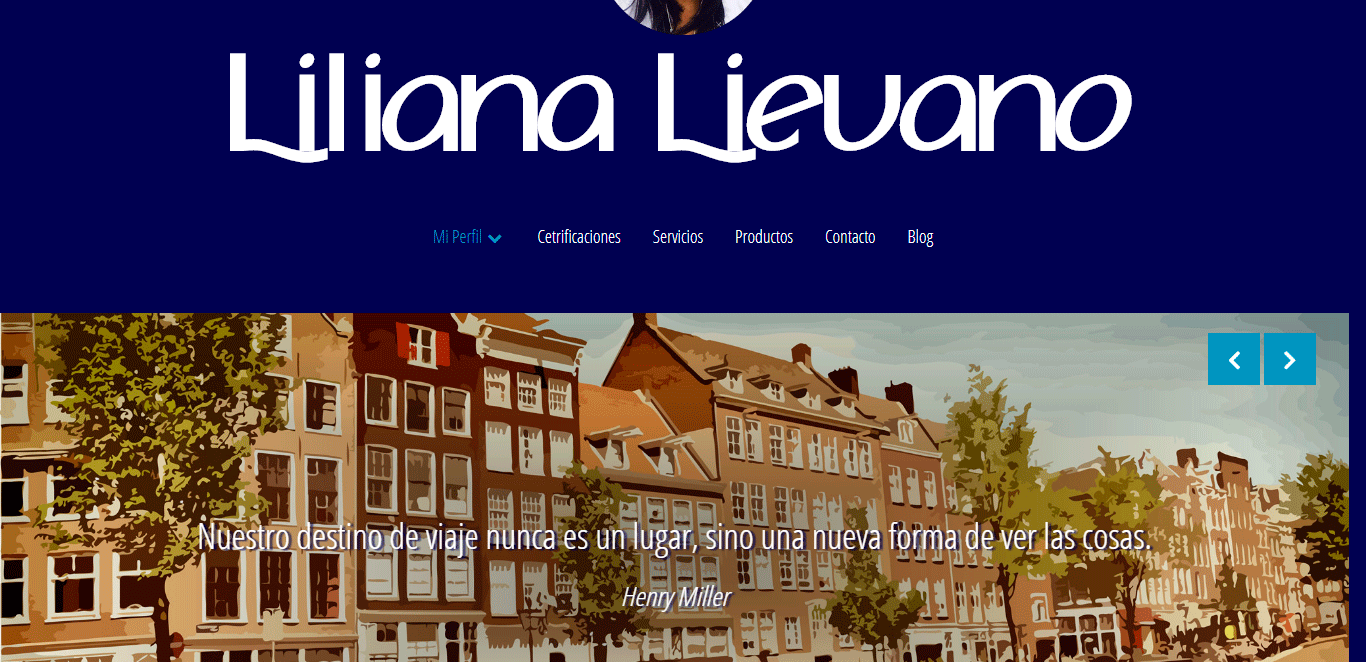 Liliana Lievano
Mi Perfil Cetrificaciones Servicios Productos Contacto Blog
Nuestro destino de viaje nunca es un lugar, sino una nueva forma de ver las cosas.
Henry Miller